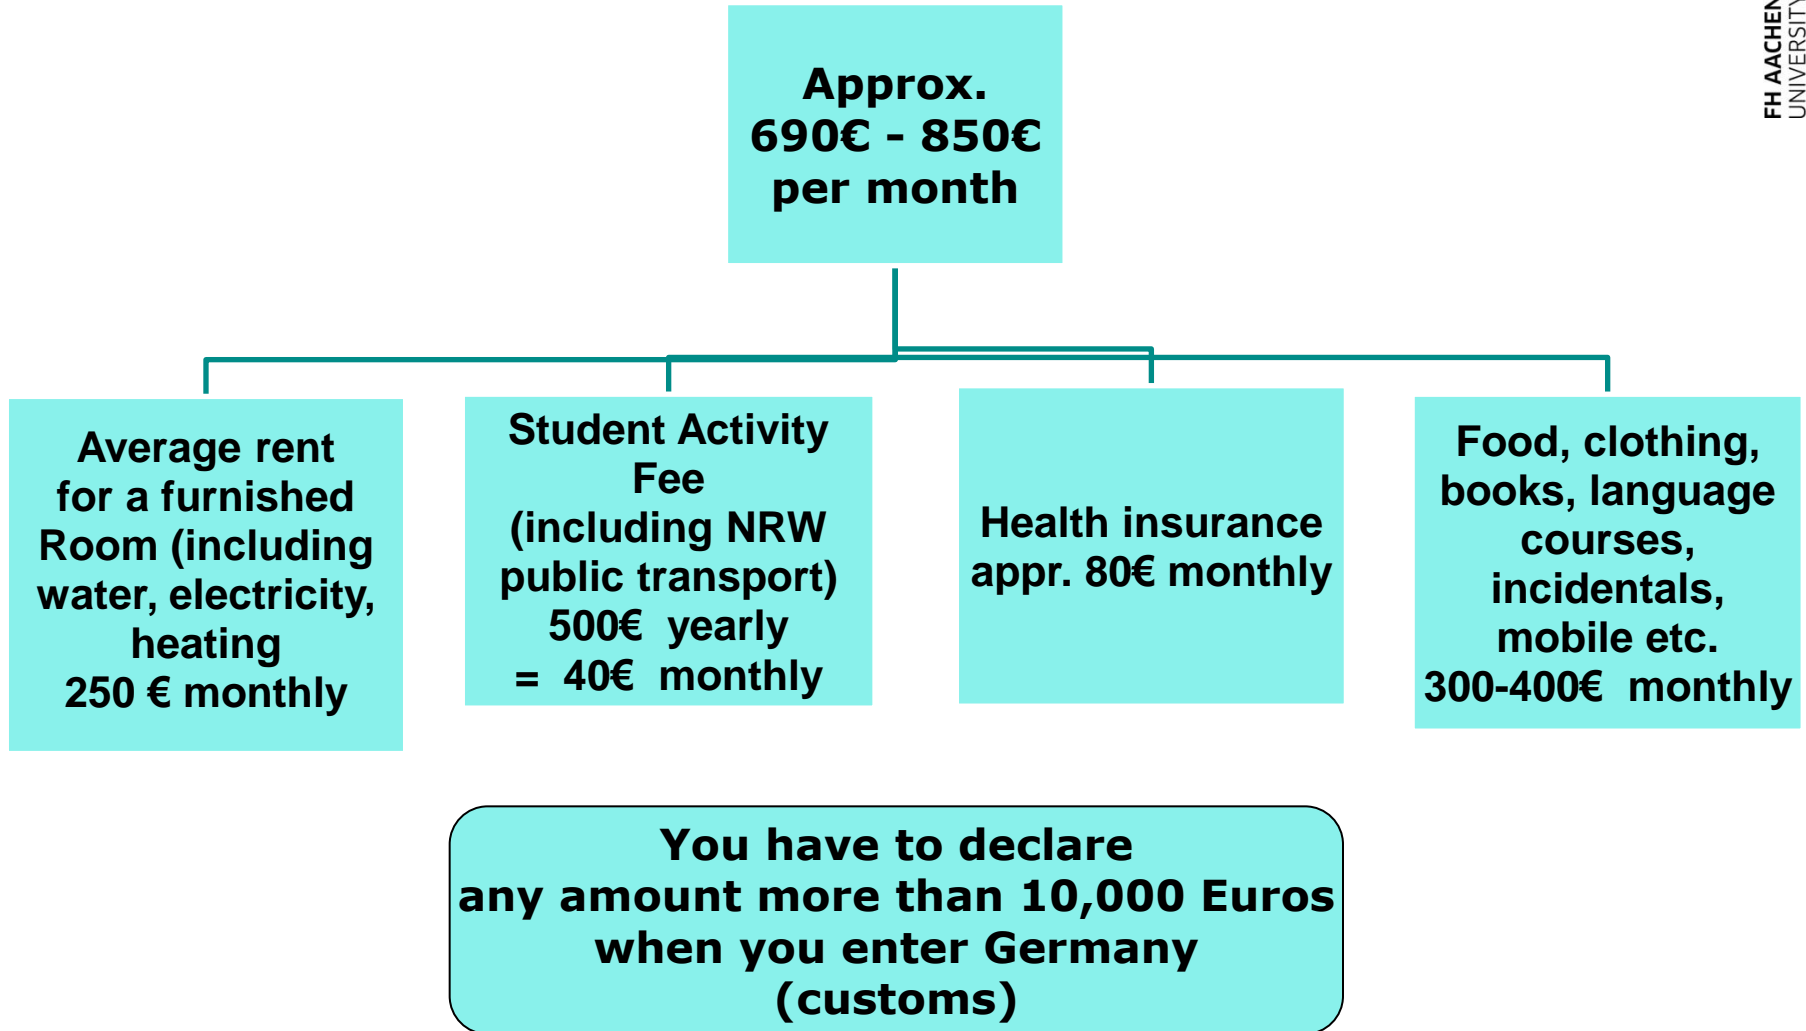 FH AACHEN
UNIVERSITY
Approx.
690€ - 850€
per month
Average rent
for a furnished
Room (including
water, electricity,
heating
250 € monthly
Student Activity
Fee
(including NRW
public transport)
500€  yearly
=  40€  monthly
Health insurance
appr. 80€ monthly
Food, clothing,
books, language
courses,
incidentals,
mobile etc.
300-400€  monthly
You have to declare
any amount more than 10,000 Euros
when you enter Germany
(customs)